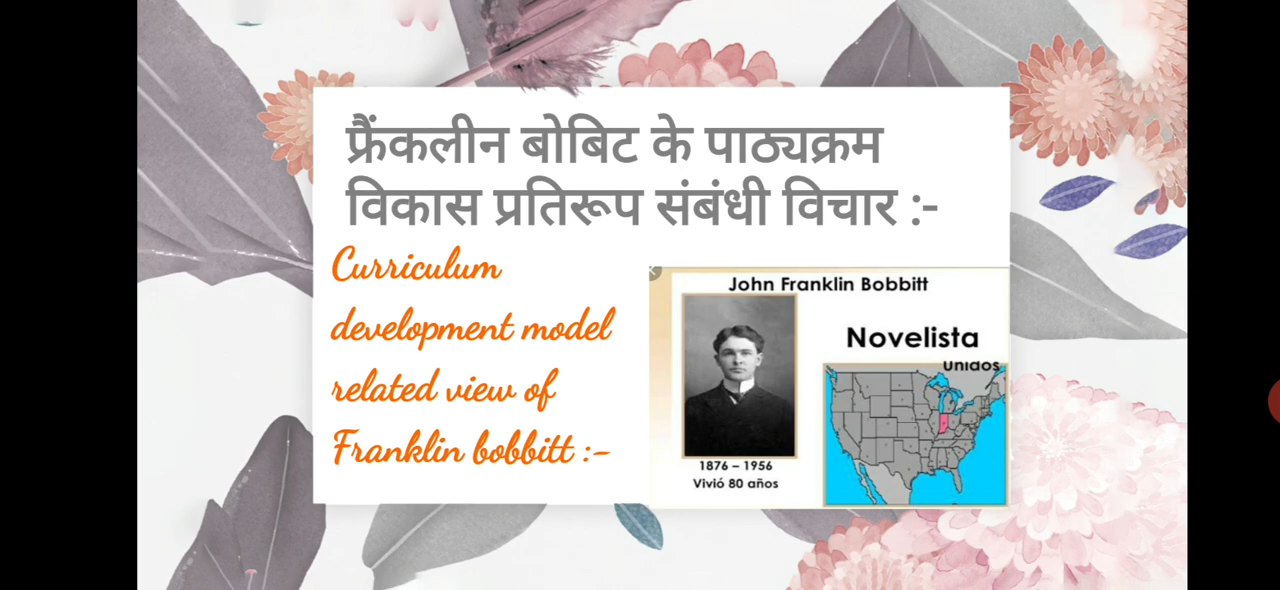 फ्रैंकलीन बोबिट के पाठ्यक्रम
विकास प्रतिरूप संबंधी विचार :-
Curriculum
development model
related view of
Franklin bobbitt :-
John Franklin Bobbitt
Novelista
Unidos
1876 – 1956
Vivió 80 años